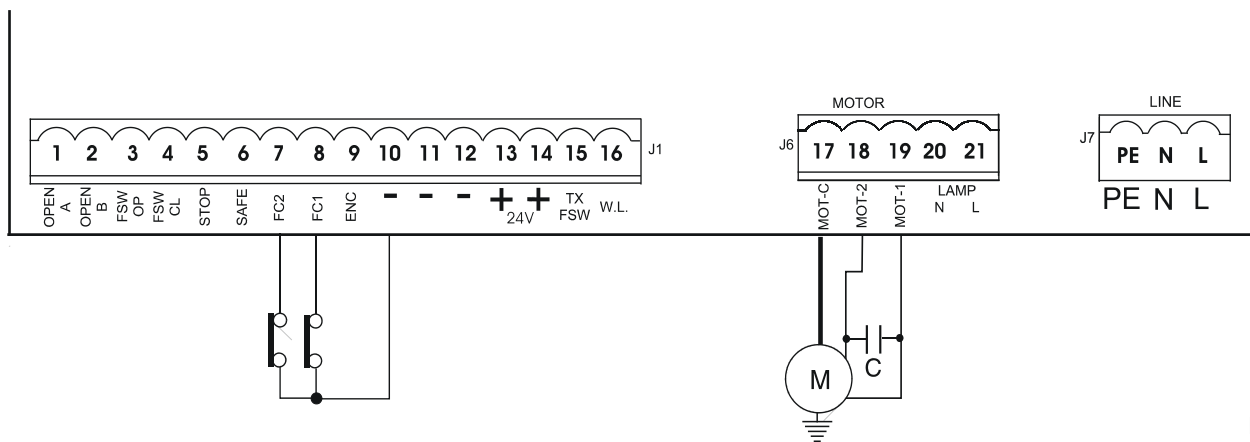 MOTOR
LINE
1 2 3 4 5 6 7 8 9 10 11 12 13 14 15 16
J1
J6
17 18 19 20 21
J7
PE N L
OPEN A
OPEN B
FSW OP
FSW CL
STOP
SAFE
FC2
FC1
ENC
- - - + +
24V
TX FSW
W.L.
MOT-C
MOT-2
MOT-1
LAMP
N L
PE N L
M
C